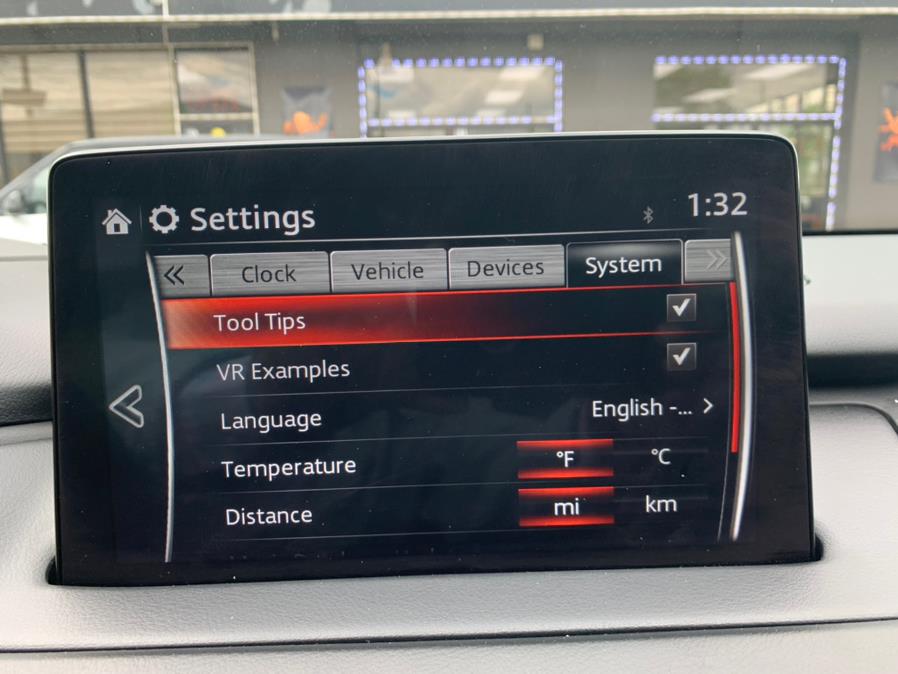 Settings 1:32
« Clock Vehicle Devices System »
Tool Tips
VR Examples
Language English -... >
Temperature °F °C
Distance mi km